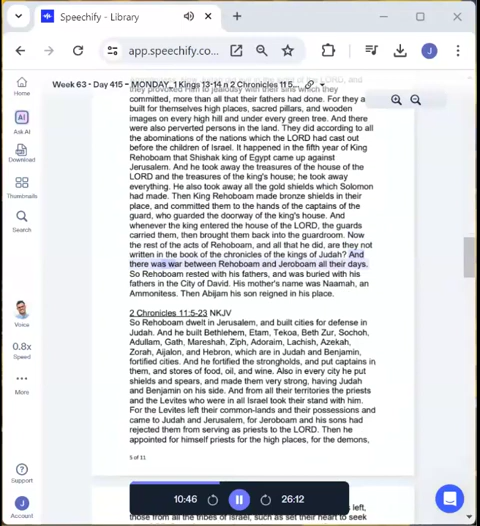 Speechify - Library
app.speechify.co...
J
Week 63 - Day 415 – MONDAY_1 Kings 13-14 n 2 Chronicles 11 5...
they provoked Him to jealousy with their sins which they
committed, more than all that their fathers had done. For they a
built for themselves high places, sacred pillars, and wooden
images on every high hill and under every green tree. And there
were also perverted persons in the land. They did according to all
the abominations of the nations which the LORD had cast out
before the children of Israel. It happened in the fifth year of King
Rehoboam that Shishak king of Egypt came up against
Jerusalem. And he took away the treasures of the house of the
LORD and the treasures of the king's house; he took away
everything. He also took away all the gold shields which Solomon
had made. Then King Rehoboam made bronze shields in their
place, and committed them to the hands of the captains of the
guard, who guarded the doorway of the king's house. And
whenever the king entered the house of the LORD, the guards
carried them, then brought them back into the guardroom. Now
the rest of the acts of Rehoboam, and all that he did, are they not
written in the book of the chronicles of the kings of Judah? And
there was war between Rehoboam and Jeroboam all their days.
So Rehoboam rested with his fathers, and was buried with his
fathers in the City of David. His mother's name was Naamah, an
Ammonitess. Then Abijam his son reigned in his place.
2 Chronicles 11:5-23 NKJV
So Rehoboam dwelt in Jerusalem, and built cities for defense in
Judah. And he built Bethlehem, Etam, Tekoa, Beth Zur, Sochoh,
Adullam, Gath, Mareshah, Ziph, Adoraim, Lachish, Azekah,
Zorah, Aijalon, and Hebron, which are in Judah and Benjamin,
fortified cities. And he fortified the strongholds, and put captains in
them, and stores of food, oil, and wine. Also in every city he put
shields and spears, and made them very strong, having Judah
and Benjamin on his side. And from all their territories the priests
and the Levites who were in all Israel took their stand with him.
For the Levites left their common-lands and their possessions and
came to Judah and Jerusalem, for Jeroboam and his sons had
rejected them from serving as priests to the LORD. Then he
appointed for himself priests for the high places, for the demons,
5 of 11
those from all the tribes of Israel, such as set their heart to seek
left,
Home
AI
Ask AI
Download
Thumbnails
Search
Voice
0.8x
Speed
More
Support
J
Account
10:46
26:12